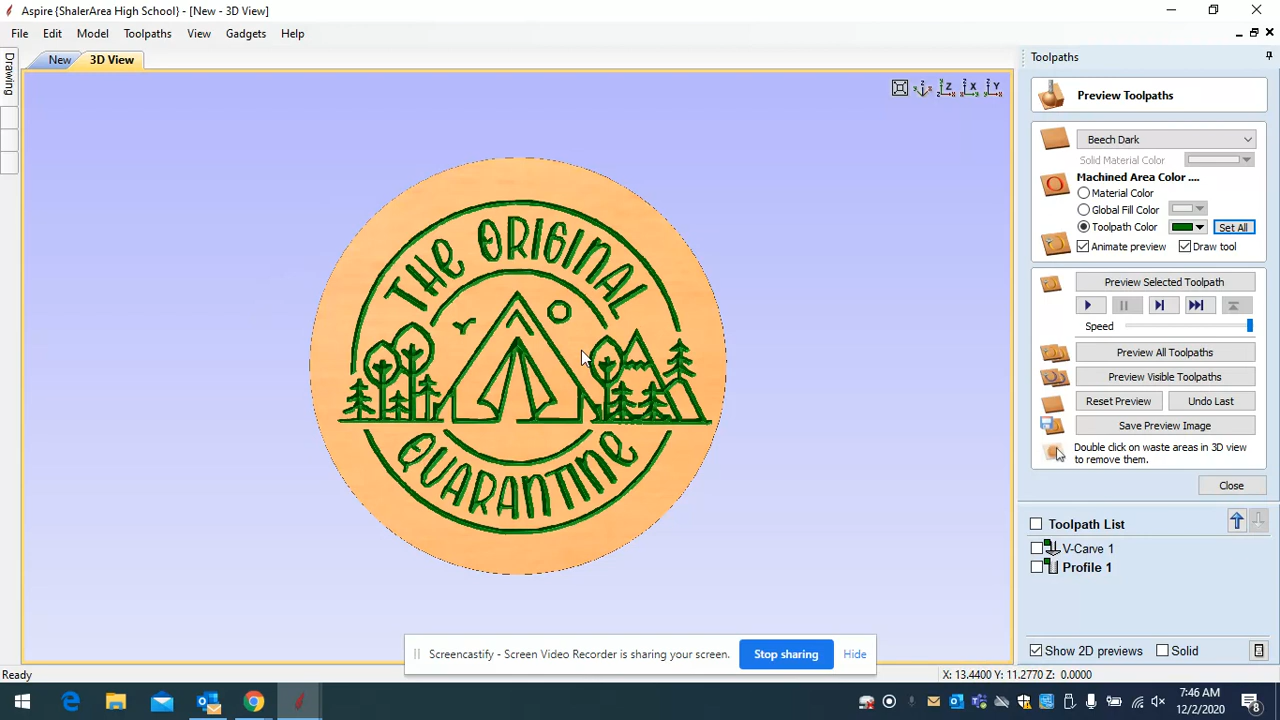 Aspire {ShalerArea High School} - [New - 3D View]
File Edit Model Toolpaths View Gadgets Help
Drawing
New 3D View
Toolpaths
Preview Toolpaths
Beech Dark
Solid Material Color
Machined Area Color ....
Material Color
Global Fill Color
Toolpath Color Set All
Animate preview Draw tool
Preview Selected Toolpath
Speed
Preview All Toolpaths
Preview Visible Toolpaths
Reset Preview Undo Last
Save Preview Image
Double click on waste areas in 3D view
to remove them.
Close
Toolpath List
V-Carve 1
Profile 1
Show 2D previews Solid
THE ORIGINAL
QUARANTINE
Screencastify - Screen Video Recorder is sharing your screen. Stop sharing Hide
Ready X: 13.4400 Y: 11.2770 Z: 0.0000
7:46 AM
12/2/2020
8